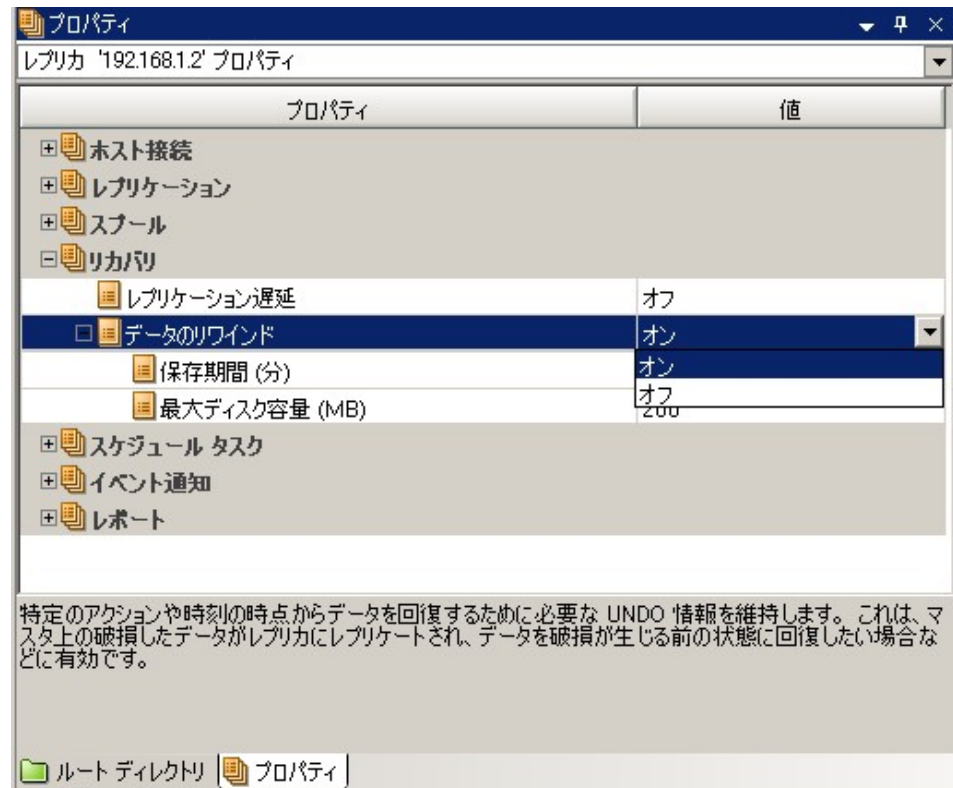 プロパティ
レプリカ '192.168.1.2' プロパティ
プロパティ 値
ホスト接続
レプリケーション
スプール
リカバリ
レプリケーション遅延 オフ
データのリワインド オン
保存期間 (分) オン
オフ
最大ディスク容量 (MB) 200
スケジュール タスク
イベント通知
レポート
特定のアクションや時刻の時点からデータを回復するために必要な UNDO 情報を維持します。これは、マ
スタ上の破損したデータがレプリカにレプリケートされ、データを破損が生じる前の状態に回復したい場合な
どに有効です。
ルート ディレクトリ プロパティ